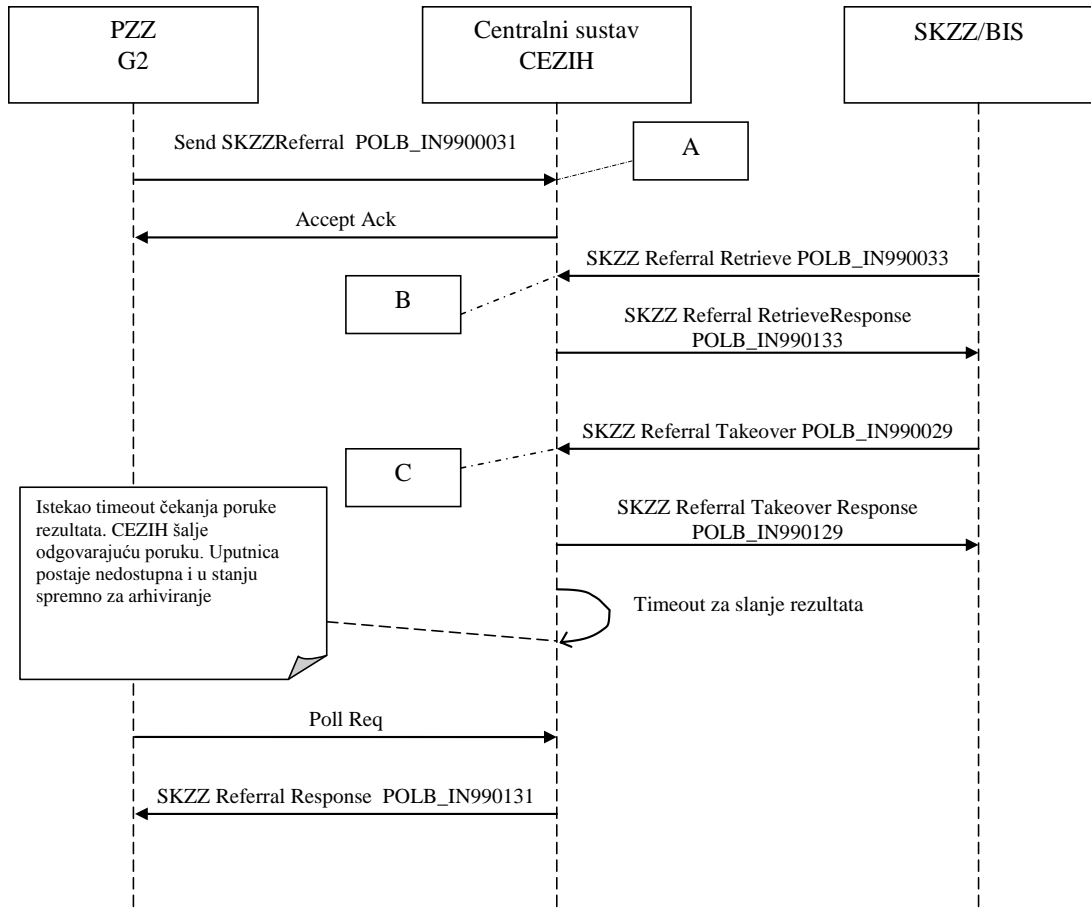 PZZ
G2
Centralni sustav
CEZIH
SKZZ/BIS
Send SKZZReferral POLB_IN9900031
A
Accept Ack
SKZZ Referral Retrieve POLB_IN990033
B
SKZZ Referral RetrieveResponse
POLB_IN990133
SKZZ Referral Takeover POLB_IN990029
C
Istekao timeout čekanja poruke
rezultata. CEZIH šalje
odgovarajuću poruku. Uputnica
postaje nedostupna i u stanju
spremno za arhiviranje
SKZZ Referral Takeover Response
POLB_IN990129
Timeout za slanje rezultata
Poll Req
SKZZ Referral Response POLB_IN990131